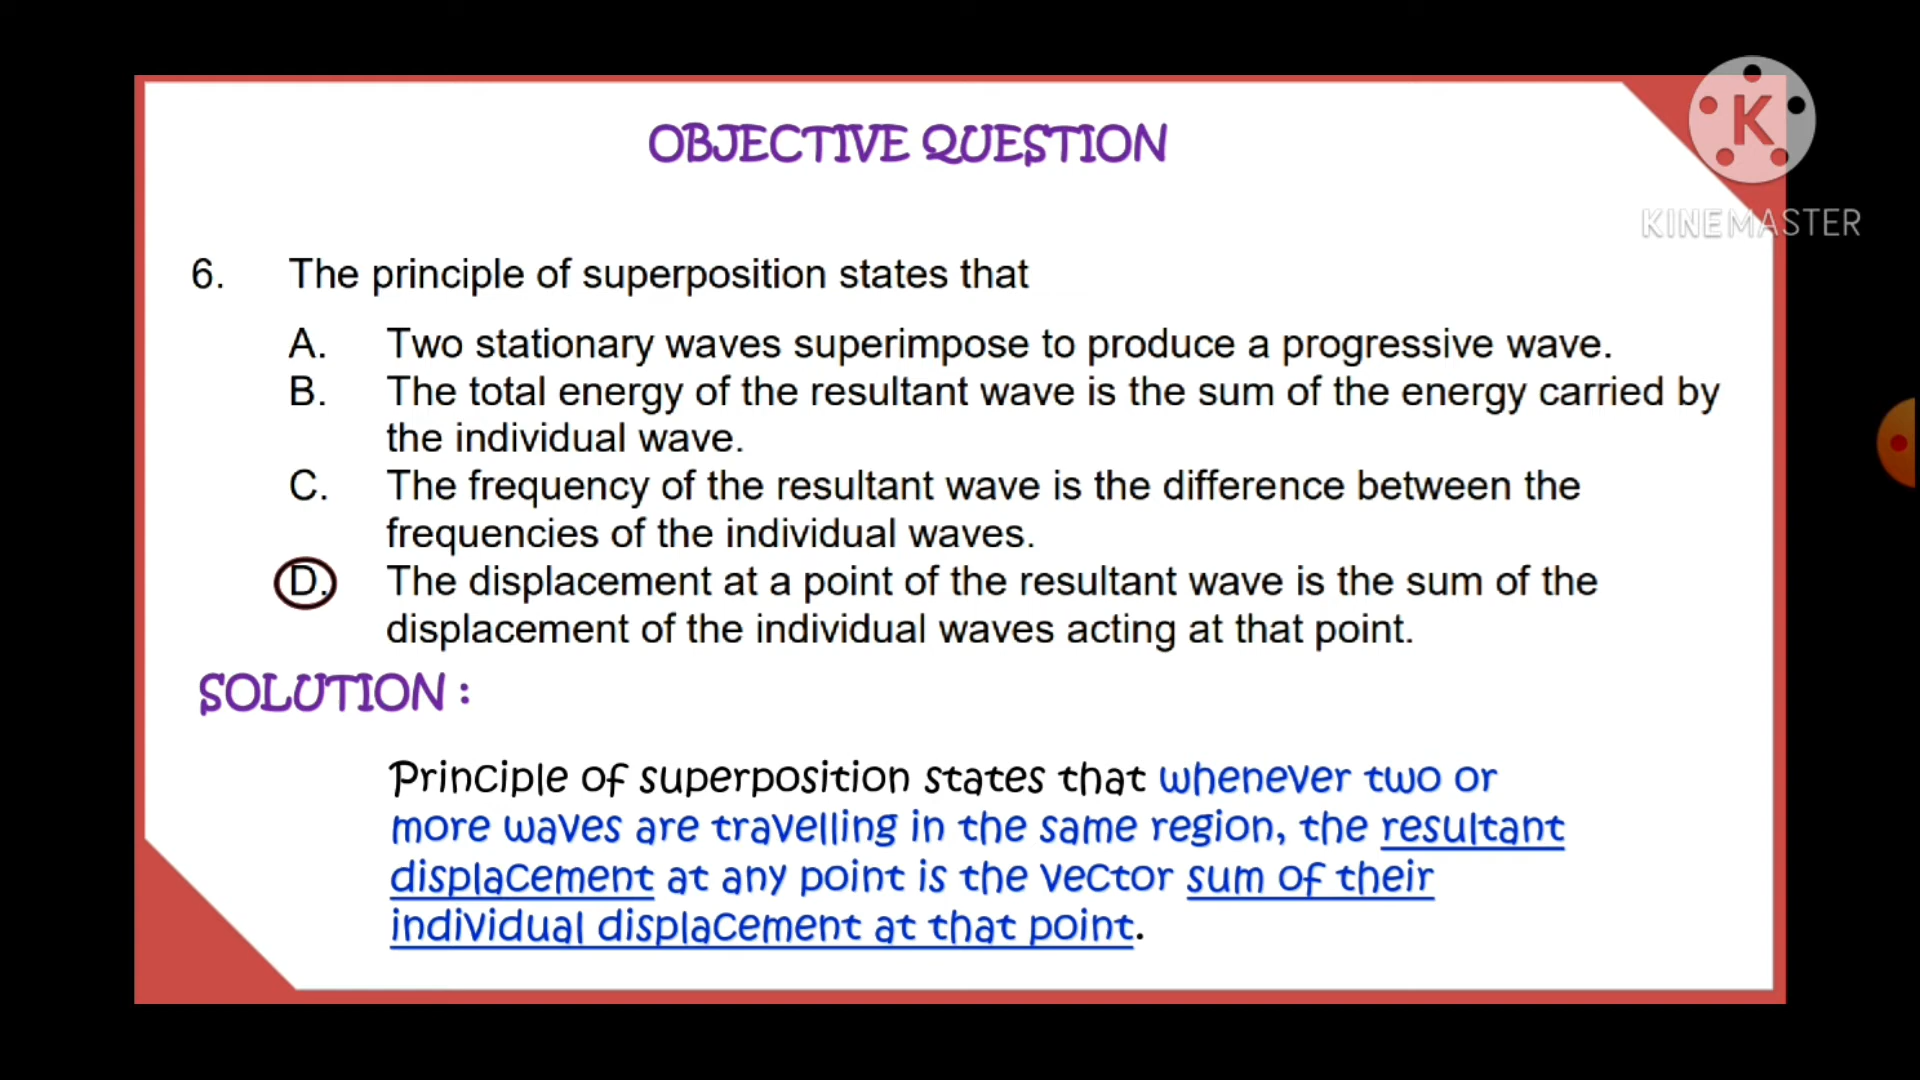 OBJECTIVE QUESTION
K
KINEMASTER
6. The principle of superposition states that
A. Two stationary waves superimpose to produce a progressive wave.
B. The total energy of the resultant wave is the sum of the energy carried by
the individual wave.
C. The frequency of the resultant wave is the difference between the
frequencies of the individual waves.
D. The displacement at a point of the resultant wave is the sum of the
displacement of the individual waves acting at that point.
SOLUTION :
Principle of superposition states that whenever two or
more waves are travelling in the same region, the resultant
displacement at any point is the vector sum of their
individual displacement at that point.